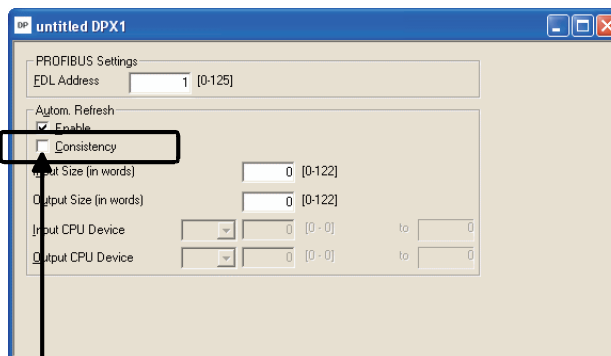 DP untitled DPX1
PROFIBUS Settings
FDL Address 1 [0-125]
Autom. Refresh
Enable
Consistency
Input Size (in words) 0 [0-122]
Output Size (in words) 0 [0-122]
Input CPU Device 0 [0 - 0] to 0
Output CPU Device 0 [0 - 0] to 0